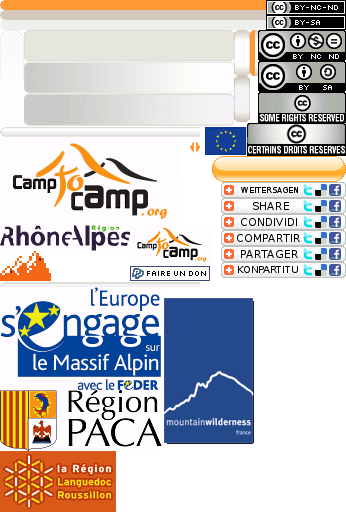 BY-NC-ND
BY-SA
BY NC ND
BY SA
SOME RIGHTS RESERVED
CERTAINS DROITS RESERVES
Camp to camp.org
WEITERSAGEN
SHARE
CONDIVIDI
COMPARTIR
PARTAGER
KONPARTITU
RhôneAlpes Région
Camp to camp.org
FAIRE UN DON
l'Europe
s'engage
sur
le Massif Alpin
avec le FEDER
mountainwilderness
france
Région
PACA
la Région
Languedoc
Roussillon